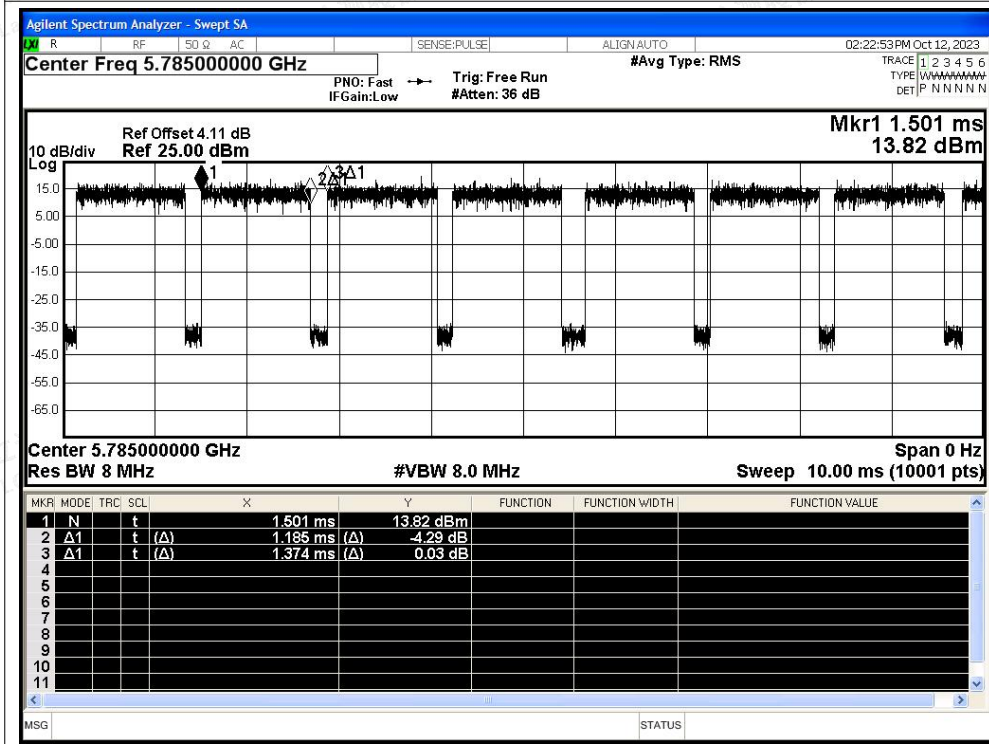 Agilent Spectrum Analyzer - Swept SA
LXI R RF 50 Ω AC SENSE:PULSE ALIGN AUTO 02:22:53 PM Oct 12, 2023
Center Freq 5.785000000 GHz #Avg Type: RMS TRACE 1 2 3 4 5 6
PNO: Fast Trig: Free Run TYPE WWWWWW
IFGain:Low #Atten: 36 dB DET P N N N N N
Ref Offset 4.11 dB Mkr1 1.501 ms
10 dB/div Ref 25.00 dBm 13.82 dBm
Log
1 2Δ1 3Δ1
15.0
5.00
-5.00
-15.0
-25.0
-35.0
-45.0
-55.0
-65.0
Center 5.785000000 GHz Span 0 Hz
Res BW 8 MHz #VBW 8.0 MHz Sweep 10.00 ms (10001 pts)
MKR MODE TRC SCL X Y FUNCTION FUNCTION WIDTH FUNCTION VALUE
1 N t 1.501 ms 13.82 dBm
2 Δ1 t (Δ) 1.185 ms (Δ) -4.29 dB
3 Δ1 t (Δ) 1.374 ms (Δ) 0.03 dB
4
5
6
7
8
9
10
11
MSG STATUS